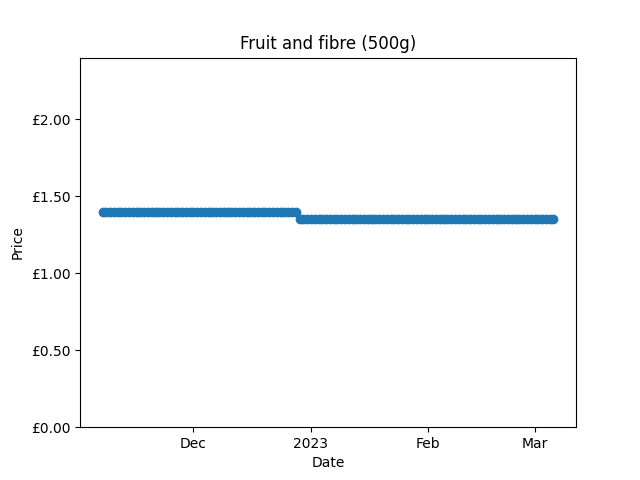 Fruit and fibre (500g)
£2.00
£1.50
£1.00
£0.50
£0.00
Price
Dec
2023
Feb
Mar
Date